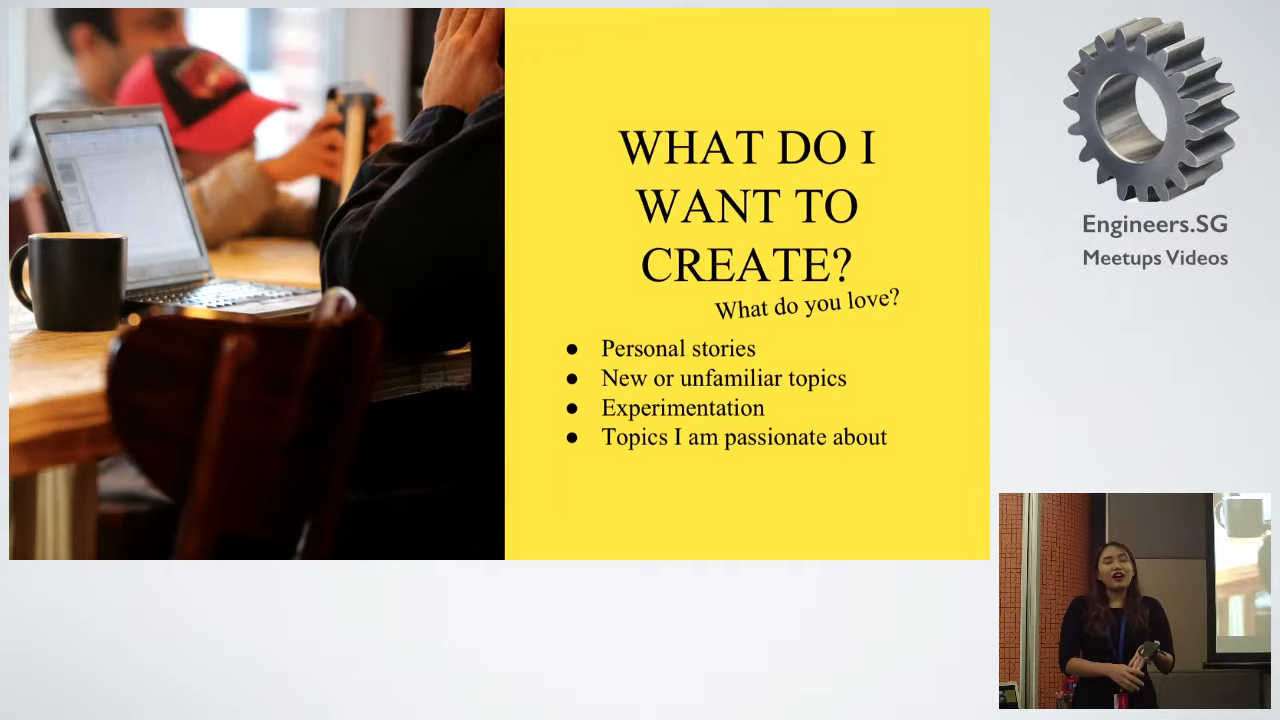 WHAT DO I
WANT TO
CREATE?
What do you love?
● Personal stories
● New or unfamiliar topics
● Experimentation
● Topics I am passionate about
Engineers.SG
Meetups Videos